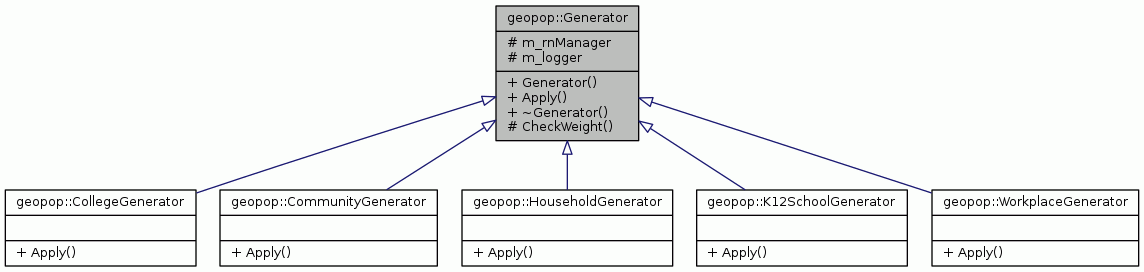 geopop::Generator
# m_rnManager
# m_logger
+ Generator()
+ Apply()
+ ~Generator()
# CheckWeight()
geopop::CollegeGenerator
+ Apply()
geopop::CommunityGenerator
+ Apply()
geopop::HouseholdGenerator
+ Apply()
geopop::K12SchoolGenerator
+ Apply()
geopop::WorkplaceGenerator
+ Apply()